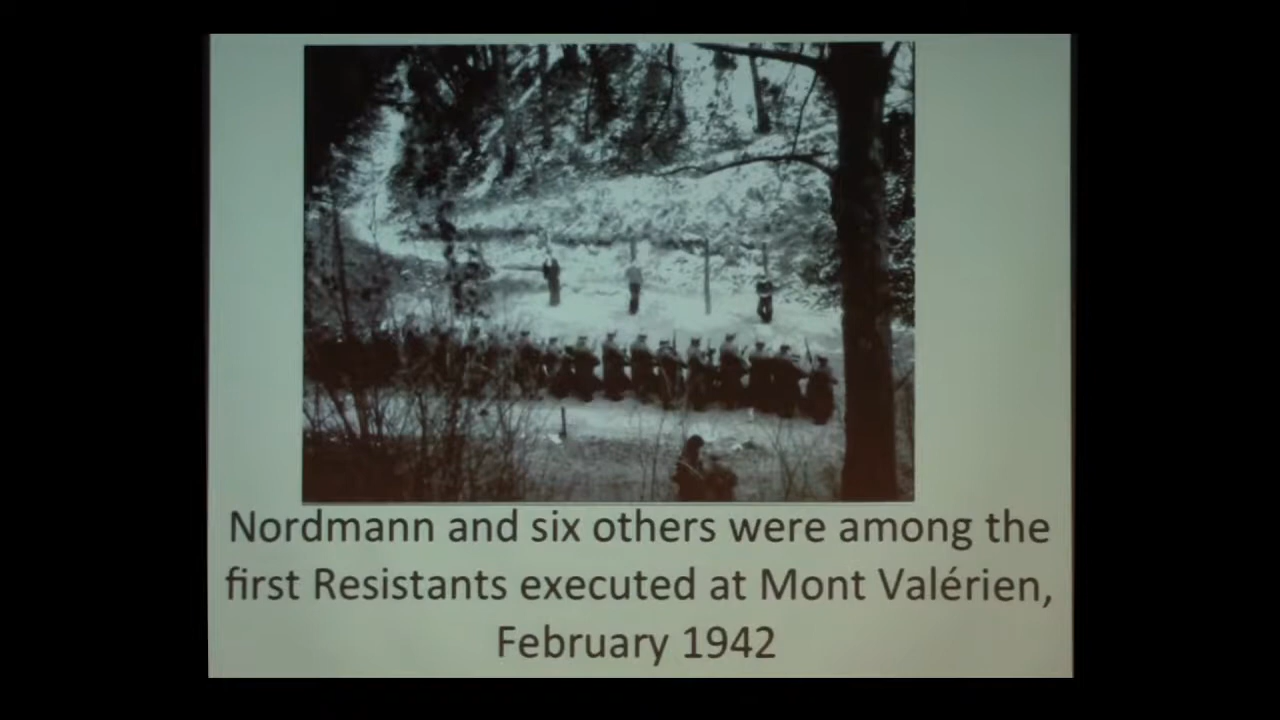 Nordmann and six others were among the
first Resistants executed at Mont Valérien,
February 1942